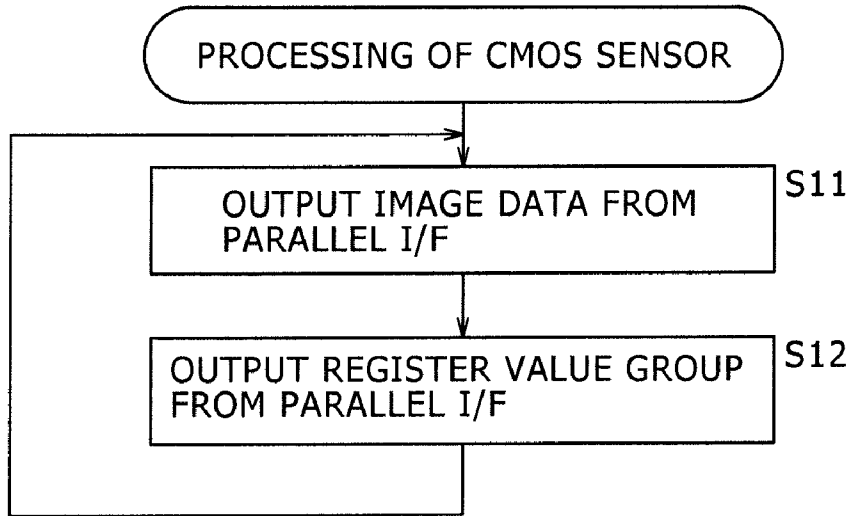 PROCESSING OF CMOS SENSOR
S11
OUTPUT IMAGE DATA FROM
PARALLEL I/F
S12
OUTPUT REGISTER VALUE GROUP
FROM PARALLEL I/F